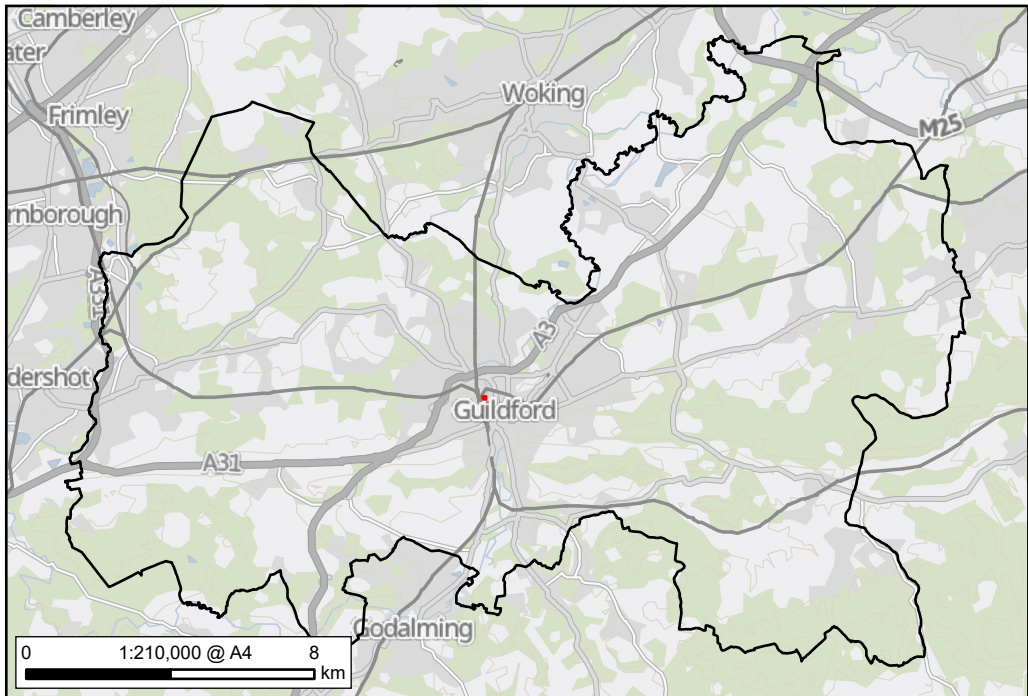 Camberley
ater
Frimley
Woking
M25
rnborough
A331
A3
dershot
Guildford
A31
Godalming
0 1:210,000 @ A4 8
km